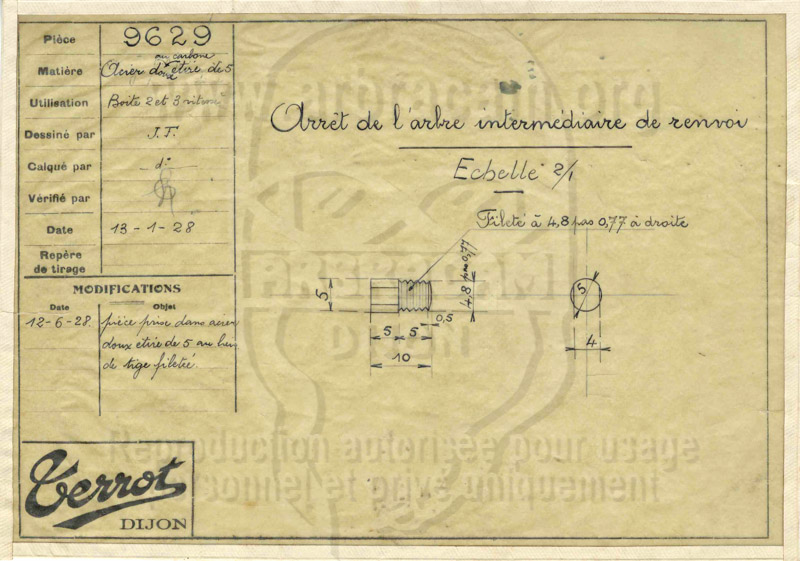 Pièce 9629
au carbone
Matière Acier doux étiré de 5
Utilisation Boîte 2 et 3 vitesses
Dessiné par J.F.
Calqué par d°
Vérifié par
Date 13-1-28
Repère
de tirage
MODIFICATIONS
Date Objet
12-6-28. pièce prise dans acier
doux étiré de 5 au lieu
de tige filetée.
Terrot
DIJON
Arrêt de l'arbre intermédiaire de renvoi
Echelle 2/1
Fileté à 4,8 pas 0,77 à droite
5
4,8 pas 0,77
0,5
5 5
10
5
4
www.arpracam.org
ARPRACAM
DIJON
Reproduction autorisée pour usage
personnel et privé uniquement